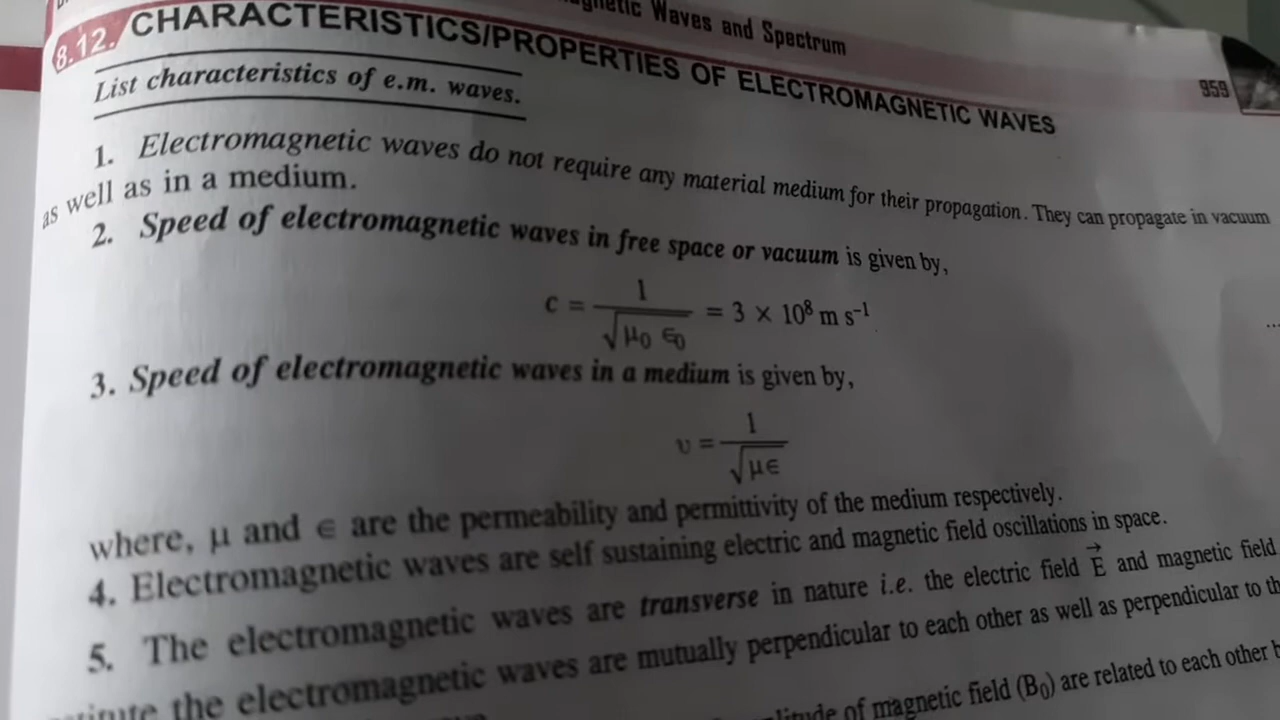 Waves and Spectrum
959
8.12. CHARACTERISTICS/PROPERTIES OF ELECTROMAGNETIC WAVES
List characteristics of e.m. waves.
1. Electromagnetic waves do not require any material medium for their propagation. They can propagate in vacuum
as well as in a medium.
2. Speed of electromagnetic waves in free space or vacuum is given by,
c = 1/√μ₀ ϵ₀ = 3 × 10⁸ m s⁻¹ ...
3. Speed of electromagnetic waves in a medium is given by,
υ = 1/√μϵ
where, μ and ϵ are the permeability and permittivity of the medium respectively.
4. Electromagnetic waves are self sustaining electric and magnetic field oscillations in space.
5. The electromagnetic waves are transverse in nature i.e. the electric field E⃗ and magnetic field
the electromagnetic waves are mutually perpendicular to each other as well as perpendicular to
of magnetic field (B₀) are related to each other